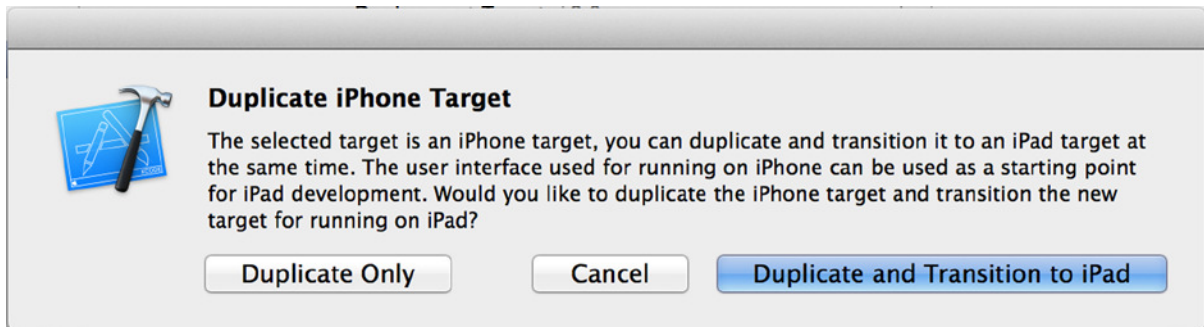 Duplicate iPhone Target
The selected target is an iPhone target, you can duplicate and transition it to an iPad target at
the same time. The user interface used for running on iPhone can be used as a starting point
for iPad development. Would you like to duplicate the iPhone target and transition the new
target for running on iPad?
Duplicate Only
Cancel
Duplicate and Transition to iPad